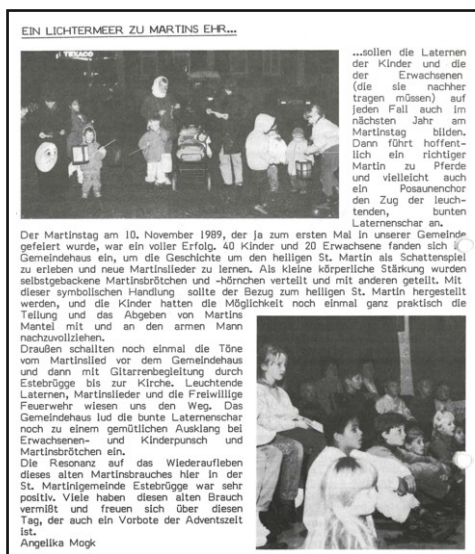 EIN LICHTERMEER ZU MARTINS EHR...
TEXACO
...sollen die Laternen
der Kinder und die
der Erwachsenen
(die sie nachher
tragen müssen) auf
jeden Fall auch im
nächsten Jahr am
Martinstag bilden.
Dann führt hoffent-
lich ein richtiger
Martin zu Pferde
und vielleicht auch
ein Posaunenchor
den Zug der leuch-
tenden, bunten
Laternenschar an.
Der Martinstag am 10. November 1989, der ja zum ersten Mal in unserer Gemeinde
gefeiert wurde, war ein voller Erfolg. 40 Kinder und 20 Erwachsene fanden sich
Gemeindehaus ein, um die Geschichte um den heiligen St. Martin als Schattenspiel
zu erleben und neue Martinslieder zu lernen. Als kleine körperliche Stärkung wurden
selbstgebackene Martinsbrötchen und -hörnchen verteilt und mit anderen geteilt. Mit
dieser symbolischen Handlung sollte der Bezug zum heiligen St. Martin hergestellt
werden, und die Kinder hatten die Möglichkeit noch einmal ganz praktisch die
Teilung und das Abgeben von Martins
Mantel mit und an den armen Mann
nachzuvollziehen.
Draußen schallten noch einmal die Töne
vom Martinslied vor dem Gemeindehaus
und dann mit Gitarrenbegleitung durch
Estebrügge bis zur Kirche. Leuchtende
Laternen, Martinslieder und die Freiwillige
Feuerwehr wiesen uns den Weg. Das
Gemeindehaus lud die bunte Laternenschar
noch zu einem gemütlichen Ausklang bei
Erwachsenen- und Kinderpunsch und
Martinsbrötchen ein.
Die Resonanz auf das Wiederaufleben
dieses alten Martinsbrauches hier in der
St. Martinigemeinde Estebrügge war sehr
positiv. Viele haben diesen alten Brauch
vermißt und freuen sich über diesen
Tag, der auch ein Vorbote der Adventszeit
ist.
Angelika Mogk